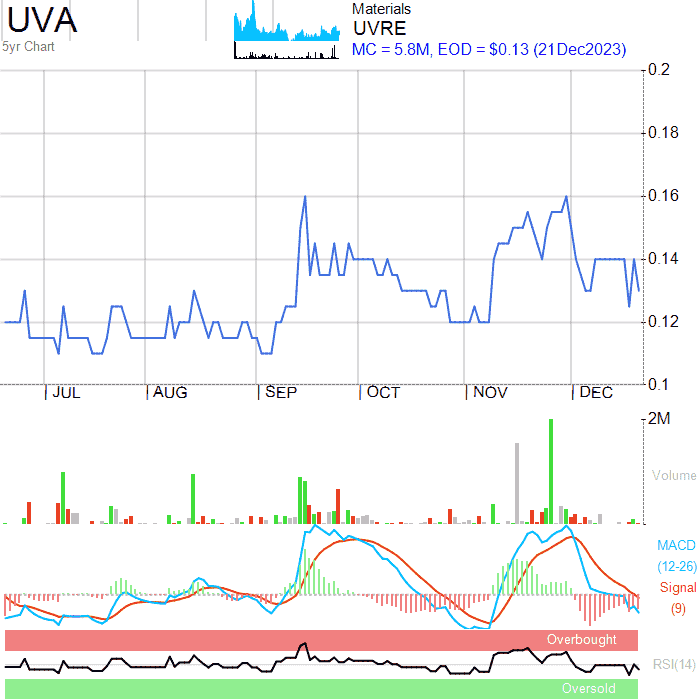 UVA
5yr Chart
Materials
UVRE
MC = 5.8M, EOD = $0.13 (21Dec2023)
0.2
0.18
0.16
0.14
0.12
0.1
JUL AUG SEP OCT NOV DEC
2M
Volume
MACD
(12-26)
Signal
(9)
Overbought
RSI(14)
Oversold